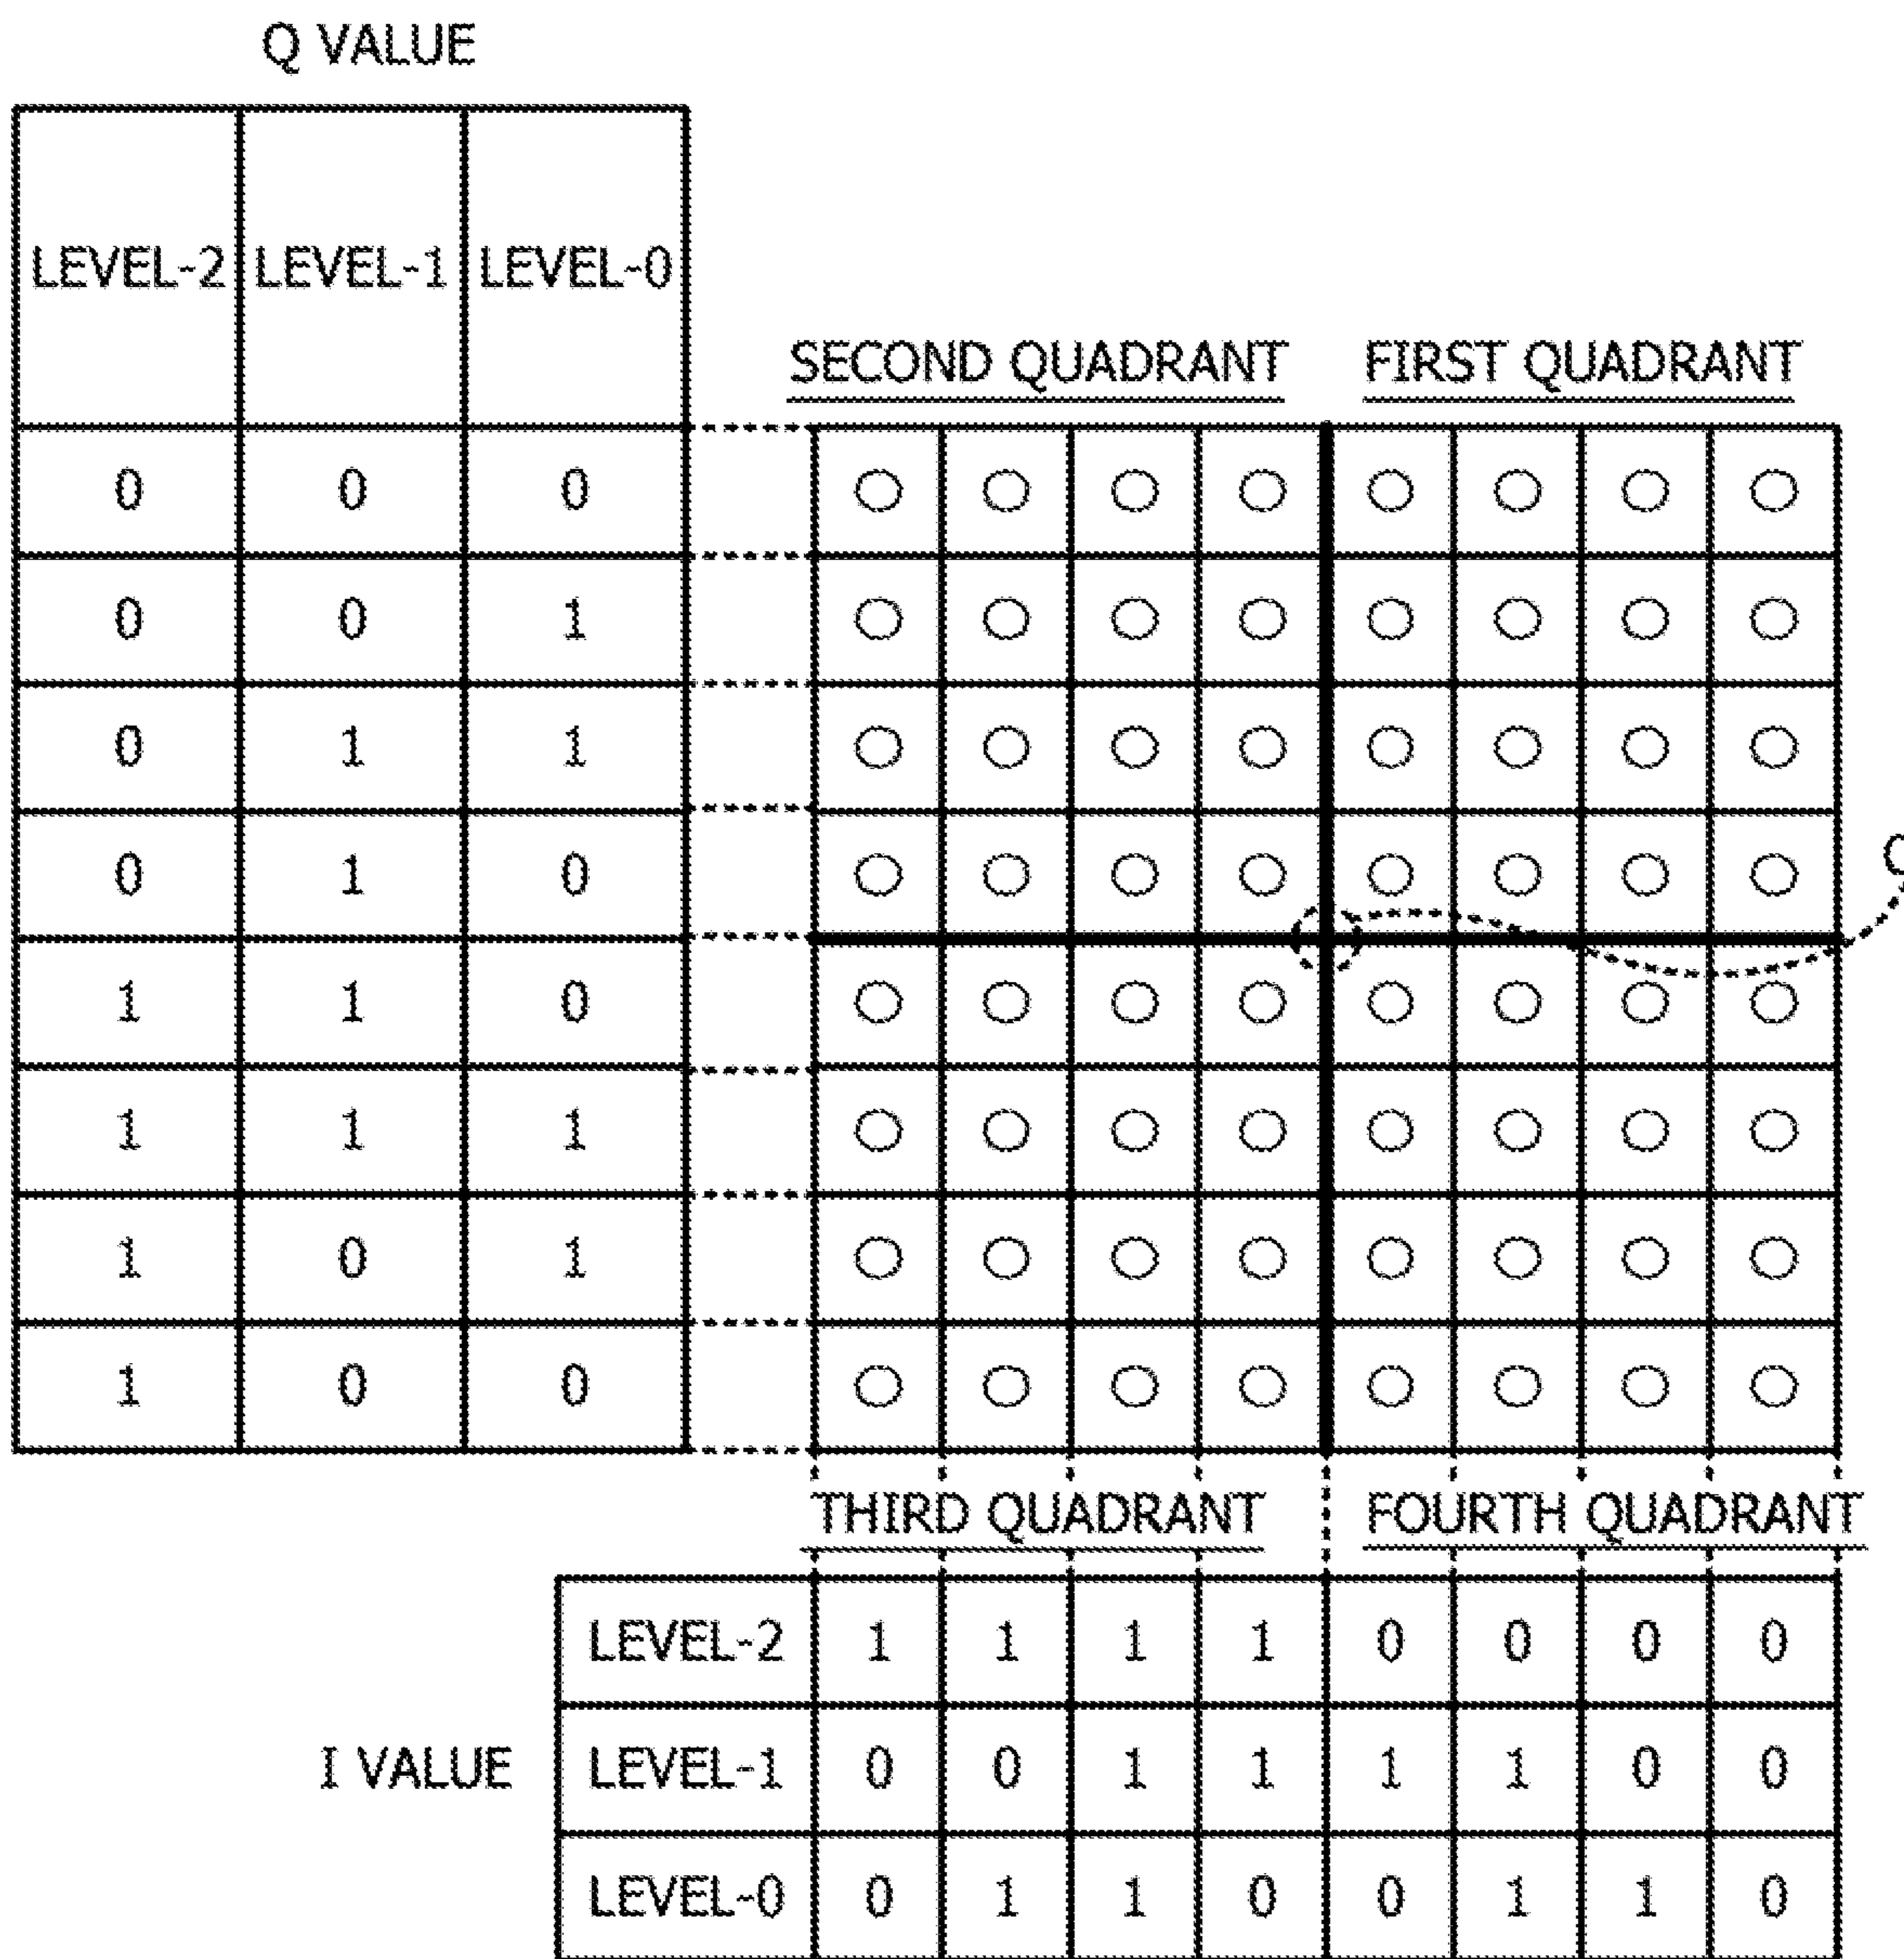 Q VALUE
LEVEL-2 LEVEL-1 LEVEL-0
SECOND QUADRANT FIRST QUADRANT
0 0 0
0 0 1
0 1 1
0 1 0
1 1 0
1 1 1
1 0 1
1 0 0
THIRD QUADRANT FOURTH QUADRANT
LEVEL-2 1 1 1 1 0 0 0 0
I VALUE LEVEL-1 0 0 1 1 1 1 0 0
LEVEL-0 0 1 1 0 0 1 1 0